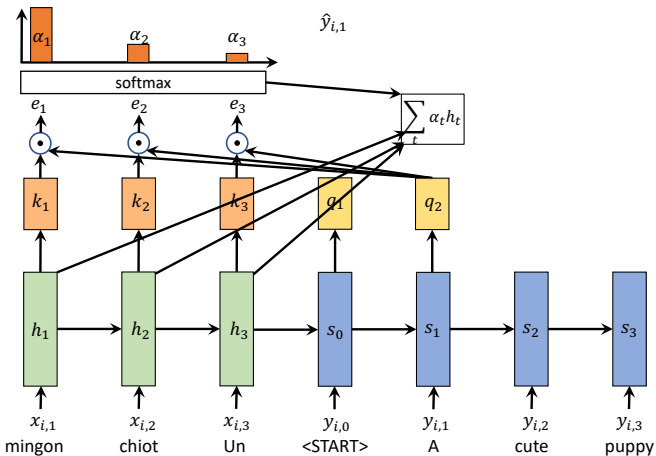 α₁ α₂ α₃ ŷᵢ,₁
softmax
e₁ e₂ e₃
∑ₜ αₜhₜ
k₁ k₂ k₃ q₁ q₂
h₁ h₂ h₃ s₀ s₁ s₂ s₃
xᵢ,₁ xᵢ,₂ xᵢ,₃ yᵢ,₀ yᵢ,₁ yᵢ,₂ yᵢ,₃
mingon chiot Un <START> A cute puppy